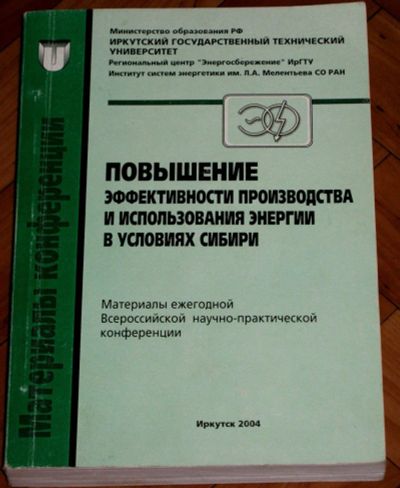 Министерство образования РФ
ИРКУТСКИЙ ГОСУДАРСТВЕННЫЙ ТЕХНИЧЕСКИЙ
УНИВЕРСИТЕТ
Региональный центр "Энергосбережение" ИрГТУ
Институт систем энергетики им. Л.А. Мелентьева СО РАН
ПОВЫШЕНИЕ
ЭФФЕКТИВНОСТИ ПРОИЗВОДСТВА
И ИСПОЛЬЗОВАНИЯ ЭНЕРГИИ
В УСЛОВИЯХ СИБИРИ
Материалы ежегодной
Всероссийской научно-практической
конференции
Иркутск 2004
Материалы конференции